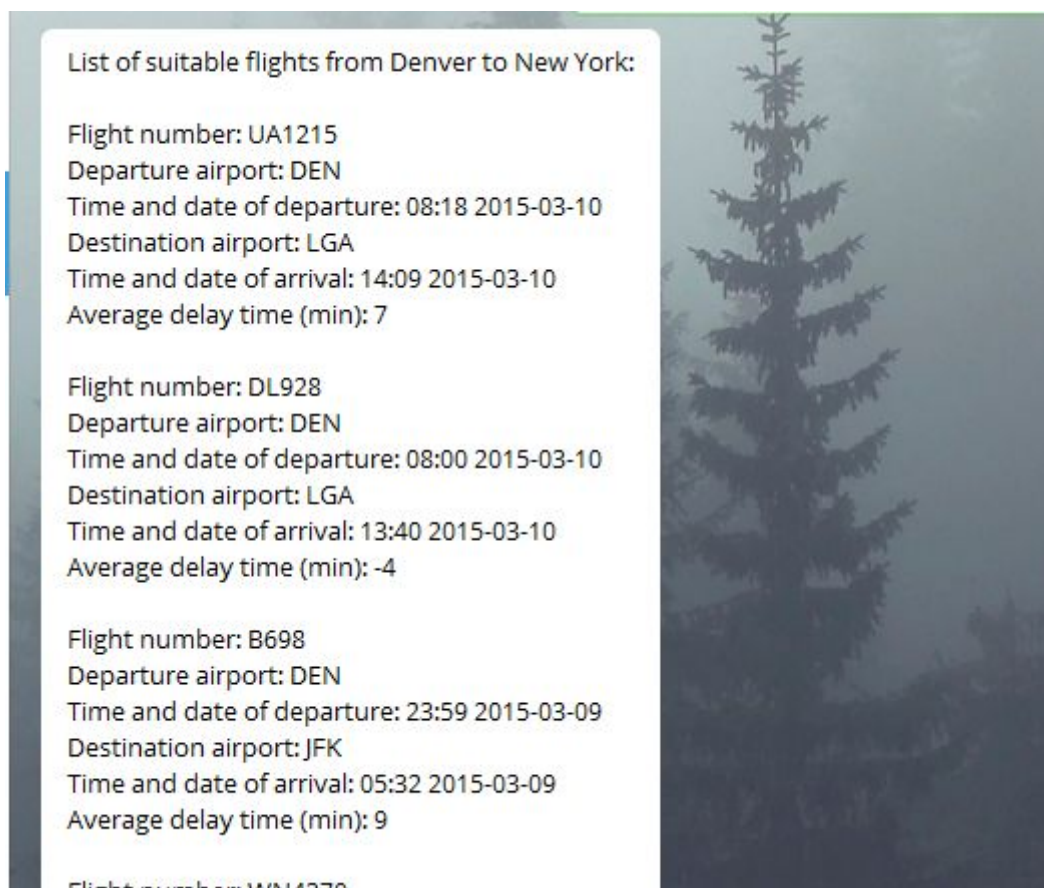 List of suitable flights from Denver to New York:
Flight number: UA1215
Departure airport: DEN
Time and date of departure: 08:18 2015-03-10
Destination airport: LGA
Time and date of arrival: 14:09 2015-03-10
Average delay time (min): 7
Flight number: DL928
Departure airport: DEN
Time and date of departure: 08:00 2015-03-10
Destination airport: LGA
Time and date of arrival: 13:40 2015-03-10
Average delay time (min): -4
Flight number: B698
Departure airport: DEN
Time and date of departure: 23:59 2015-03-09
Destination airport: JFK
Time and date of arrival: 05:32 2015-03-09
Average delay time (min): 9
Flight number: